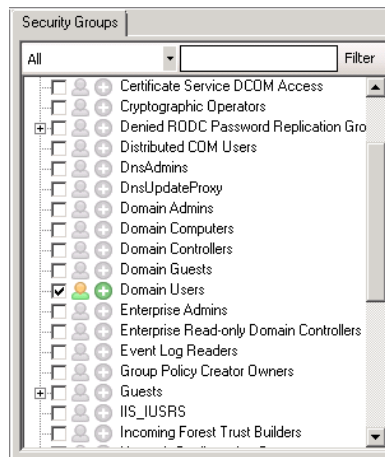 Security Groups
All Filter
Certificate Service DCOM Access
Cryptographic Operators
Denied RODC Password Replication Gro
Distributed COM Users
DnsAdmins
DnsUpdateProxy
Domain Admins
Domain Computers
Domain Controllers
Domain Guests
Domain Users
Enterprise Admins
Enterprise Read-only Domain Controllers
Event Log Readers
Group Policy Creator Owners
Guests
IIS_IUSRS
Incoming Forest Trust Builders